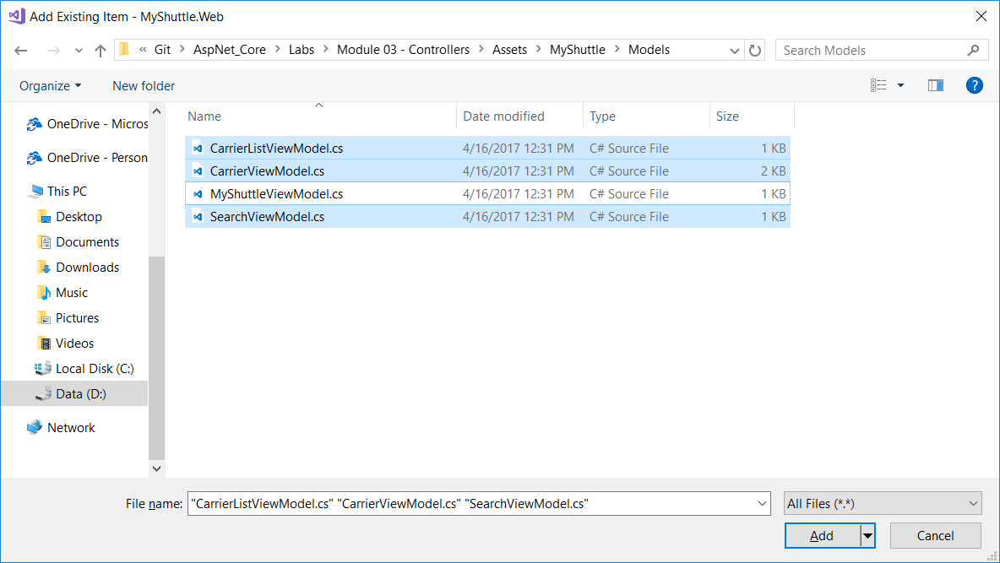 Add Existing Item - MyShuttle.Web
« Git > AspNet_Core > Labs > Module 03 - Controllers > Assets > MyShuttle > Models
Search Models
Organize
New folder
?
Name
Date modified
Type
Size
OneDrive - Micros
OneDrive - Person
This PC
Desktop
Documents
Downloads
Music
Pictures
Videos
Local Disk (C:)
Data (D:)
Network
CarrierListViewModel.cs 4/16/2017 12:31 PM C# Source File 1 KB
CarrierViewModel.cs 4/16/2017 12:31 PM C# Source File 2 KB
MyShuttleViewModel.cs 4/16/2017 12:31 PM C# Source File 1 KB
SearchViewModel.cs 4/16/2017 12:31 PM C# Source File 1 KB
File name: "CarrierListViewModel.cs" "CarrierViewModel.cs" "SearchViewModel.cs"
All Files (*.*)
Add
Cancel